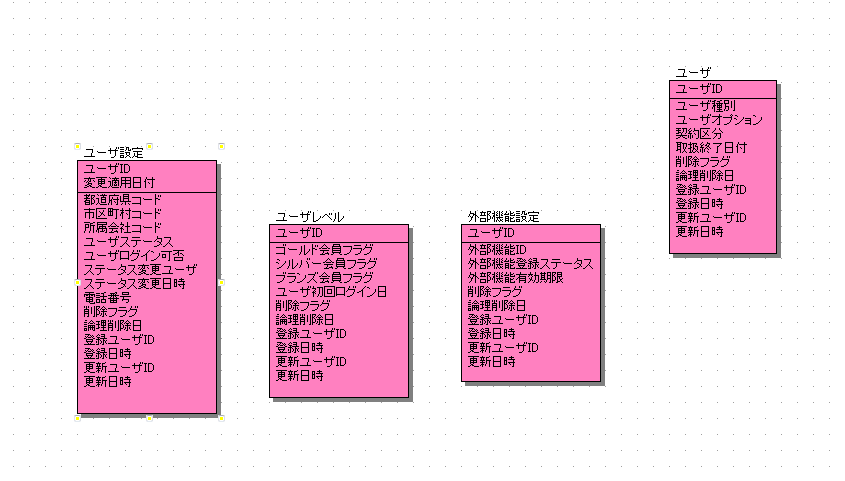 ユーザ
ユーザID
ユーザ種別
ユーザオプション
契約区分
取扱終了日付
削除フラグ
論理削除日
登録ユーザID
登録日時
更新ユーザID
更新日時
ユーザ設定
ユーザID
変更適用日付
都道府県コード
市区町村コード
所属会社コード
ユーザステータス
ユーザログイン可否
ステータス変更ユーザ
ステータス変更日時
電話番号
削除フラグ
論理削除日
登録ユーザID
登録日時
更新ユーザID
更新日時
ユーザレベル
ユーザID
ゴールド会員フラグ
シルバー会員フラグ
ブランズ会員フラグ
ユーザ初回ログイン日
削除フラグ
論理削除日
登録ユーザID
登録日時
更新ユーザID
更新日時
外部機能設定
ユーザID
外部機能ID
外部機能登録ステータス
外部機能有効期限
削除フラグ
論理削除日
登録ユーザID
登録日時
更新ユーザID
更新日時